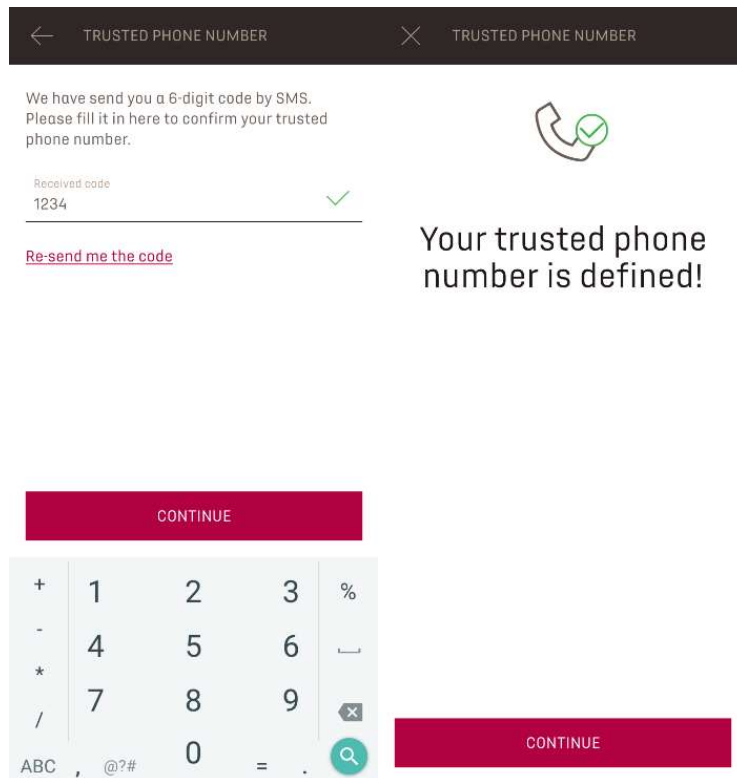 TRUSTED PHONE NUMBER
We have send you a 6-digit code by SMS.
Please fill it in here to confirm your trusted
phone number.
Received code
1234
Re-send me the code
CONTINUE
+ 1 2 3 %
- 4 5 6
*
7 8 9
/
ABC , @?# 0 = .
TRUSTED PHONE NUMBER
Your trusted phone
number is defined!
CONTINUE